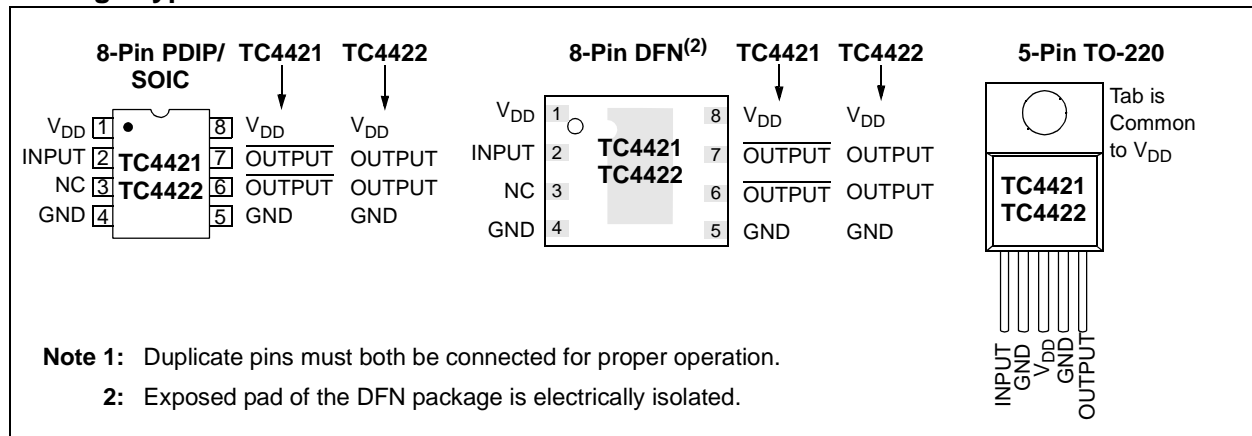 8-Pin PDIP/ SOIC TC4421 TC4422
V_DD 1 8 V_DD V_DD
INPUT 2 TC4421 7 OUTPUT OUTPUT
NC 3 TC4422 6 OUTPUT OUTPUT
GND 4 5 GND GND
8-Pin DFN(2) TC4421 TC4422
V_DD 1 8 V_DD V_DD
INPUT 2 TC4421 7 OUTPUT OUTPUT
NC 3 TC4422 6 OUTPUT OUTPUT
GND 4 5 GND GND
5-Pin TO-220
Tab is
Common
to V_DD
TC4421
TC4422
INPUT
GND
V_DD
GND
OUTPUT
Note 1: Duplicate pins must both be connected for proper operation.
2: Exposed pad of the DFN package is electrically isolated.